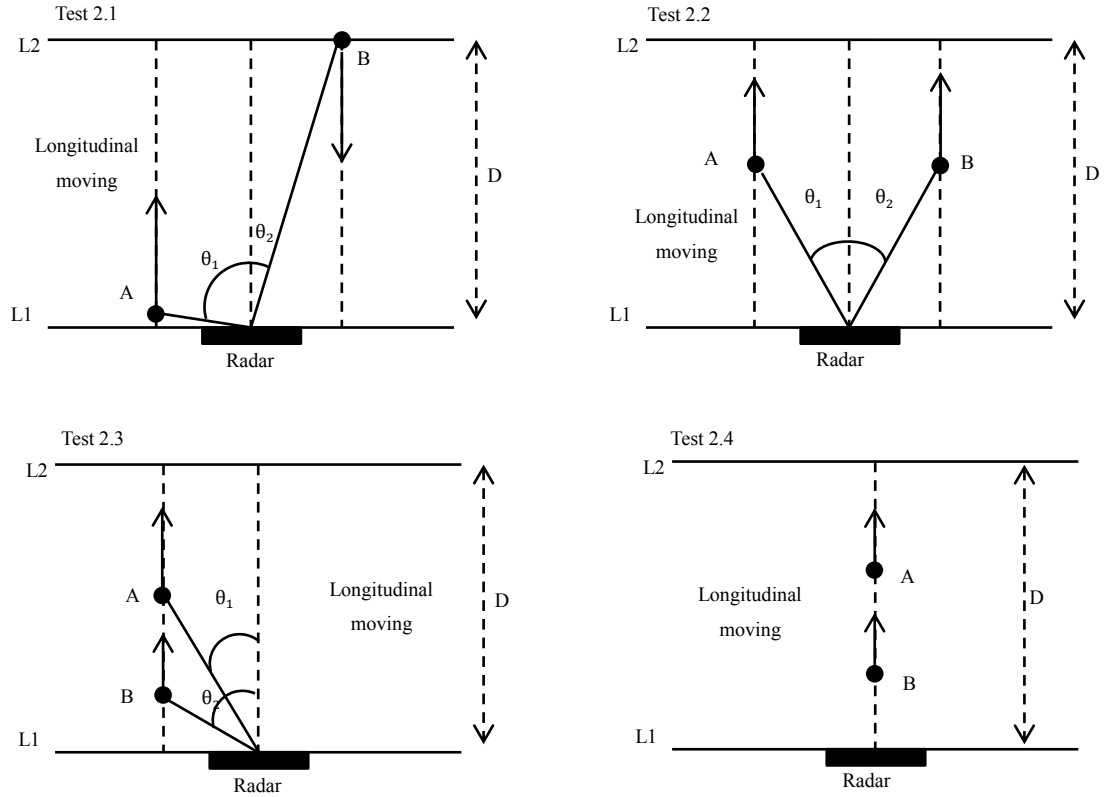 Test 2.1
L2
B
Longitudinal
moving
D
θ2
θ1
A
L1
Radar
Test 2.2
L2
A
B
D
θ1
θ2
Longitudinal
moving
L1
Radar
Test 2.3
L2
A
θ1
Longitudinal
moving
D
B
θ2
L1
Radar
Test 2.4
L2
A
Longitudinal
moving
D
B
L1
Radar